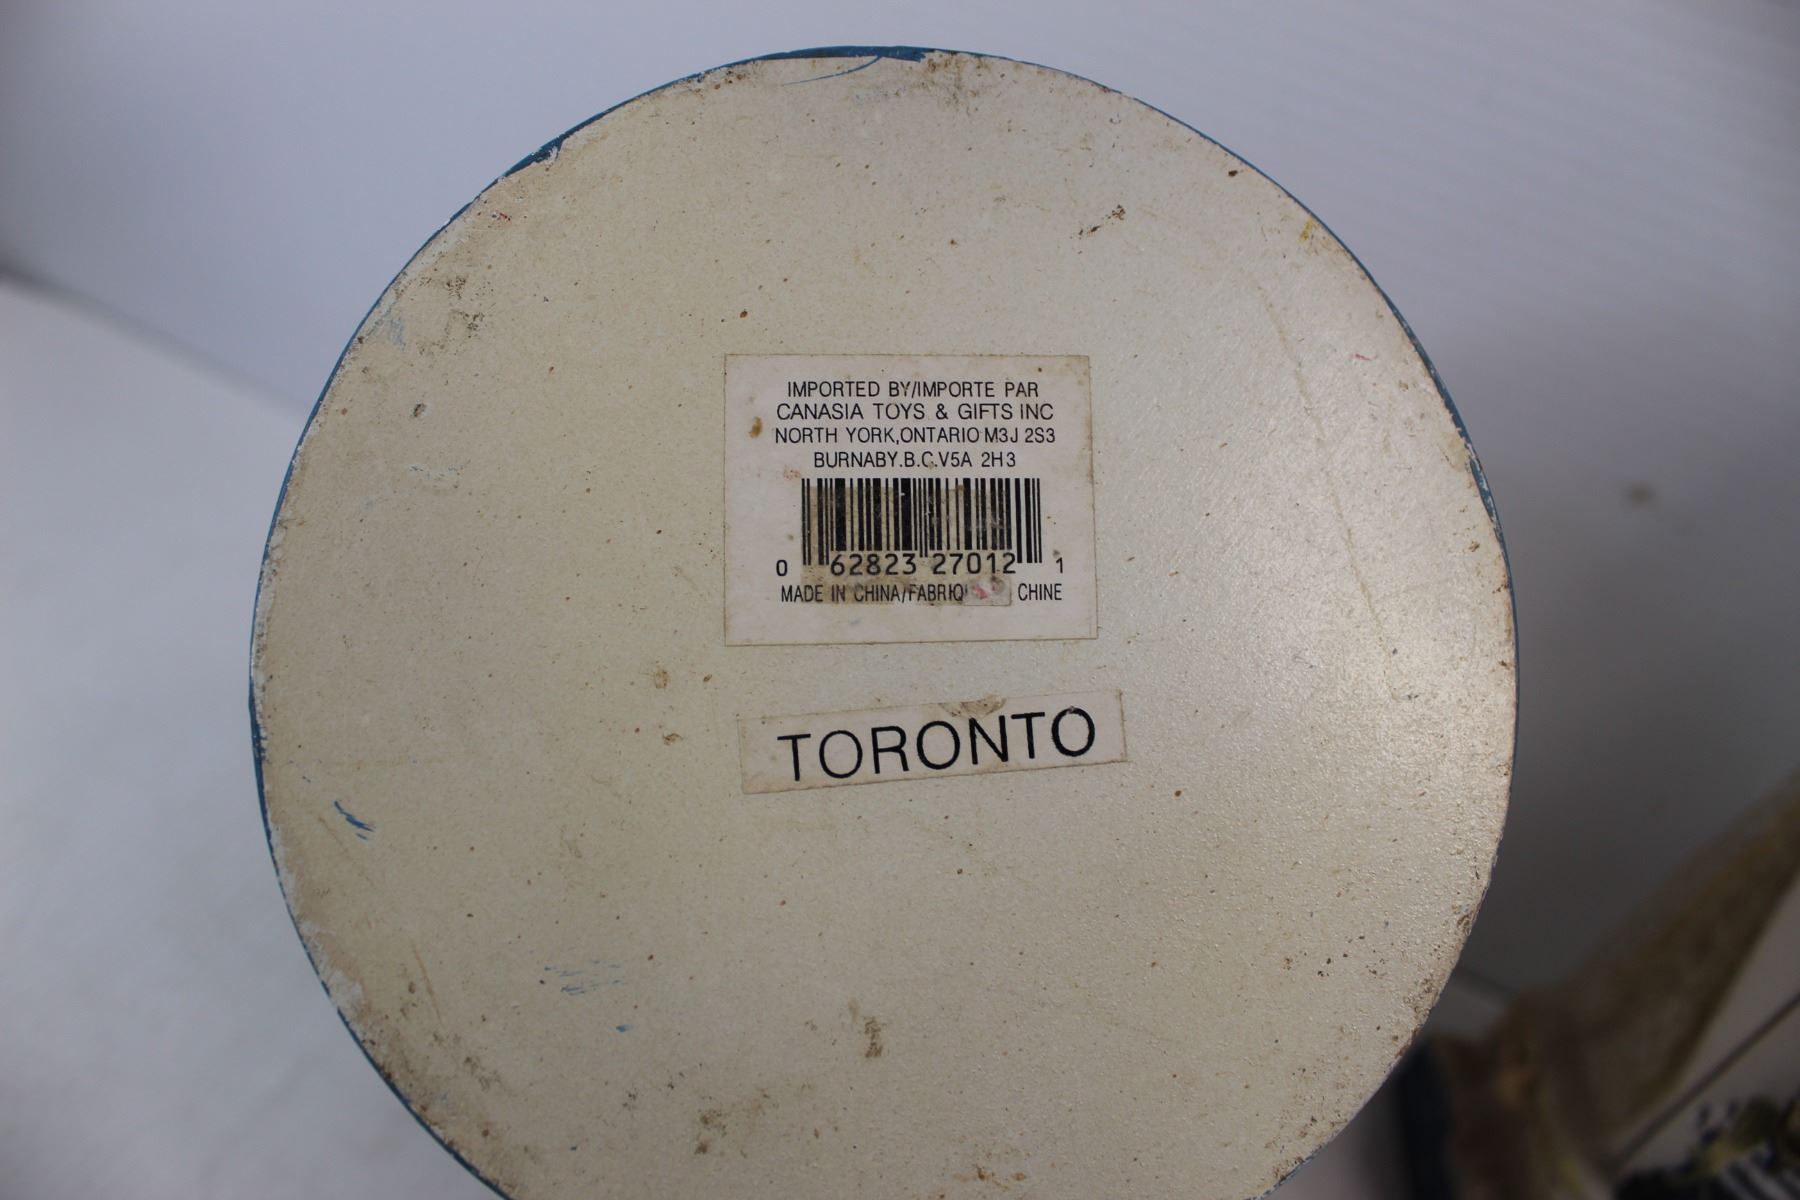 IMPORTED BY/IMPORTE PAR
CANASIA TOYS & GIFTS INC
NORTH YORK,ONTARIO M3J 2S3
BURNABY.B.C.V5A 2H3
0 62823 27012 1
MADE IN CHINA/FABRIQ CHINE
TORONTO